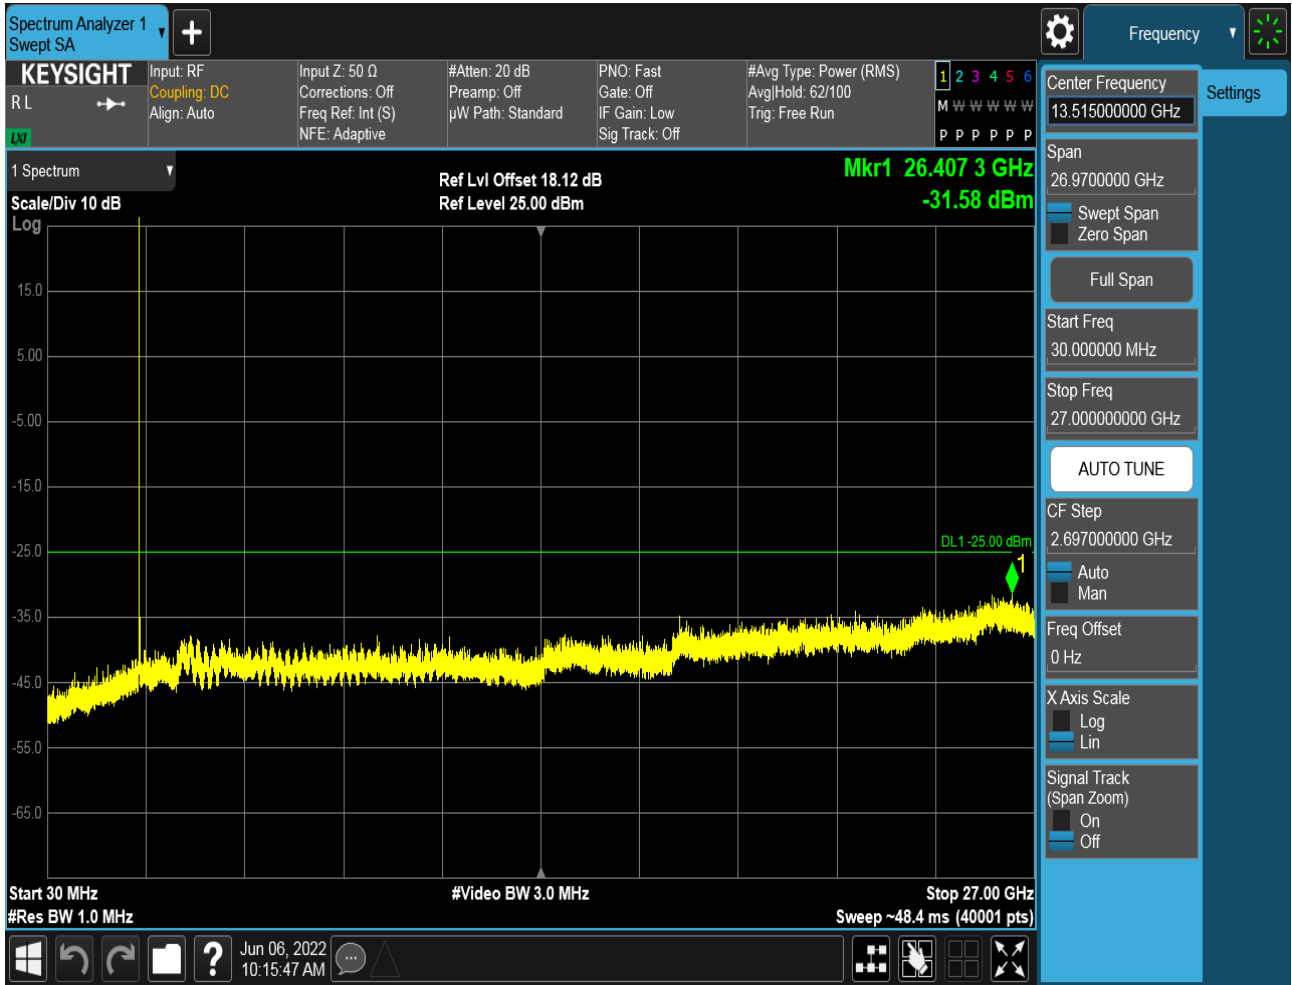 Spectrum Analyzer 1
Swept SA
Frequency
KEYSIGHT
R L
LXI
Input: RF
Coupling: DC
Align: Auto
Input Z: 50 Ω
Corrections: Off
Freq Ref: Int (S)
NFE: Adaptive
#Atten: 20 dB
Preamp: Off
µW Path: Standard
PNO: Fast
Gate: Off
IF Gain: Low
Sig Track: Off
#Avg Type: Power (RMS)
Avg|Hold: 62/100
Trig: Free Run
1 2 3 4 5 6
M W W W W W
P P P P P P
1 Spectrum
Scale/Div 10 dB
Log
Ref Lvl Offset 18.12 dB
Ref Level 25.00 dBm
Mkr1 26.407 3 GHz
-31.58 dBm
15.0
5.00
-5.00
-15.0
-25.0
-35.0
-45.0
-55.0
-65.0
DL1 -25.00 dBm
1
Start 30 MHz
#Res BW 1.0 MHz
#Video BW 3.0 MHz
Stop 27.00 GHz
Sweep ~48.4 ms (40001 pts)
Jun 06, 2022
10:15:47 AM
Center Frequency
13.515000000 GHz
Span
26.9700000 GHz
Swept Span
Zero Span
Full Span
Start Freq
30.000000 MHz
Stop Freq
27.000000000 GHz
AUTO TUNE
CF Step
2.697000000 GHz
Auto
Man
Freq Offset
0 Hz
X Axis Scale
Log
Lin
Signal Track
(Span Zoom)
On
Off
Settings